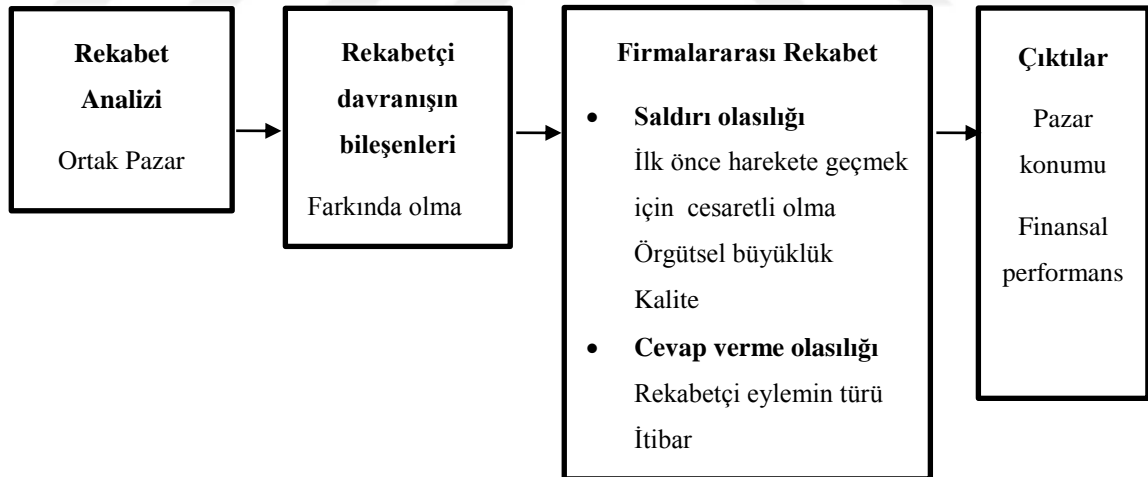 Rekabet
Analizi
Ortak Pazar
Rekabetçi
davranışın
bileşenleri
Farkında olma
Firmalararası Rekabet
• Saldırı olasılığı
İlk önce harekete geçmek
için cesaretli olma
Örgütsel büyüklük
Kalite
• Cevap verme olasılığı
Rekabetçi eylemin türü
İtibar
Çıktılar
Pazar
konumu
Finansal
performans